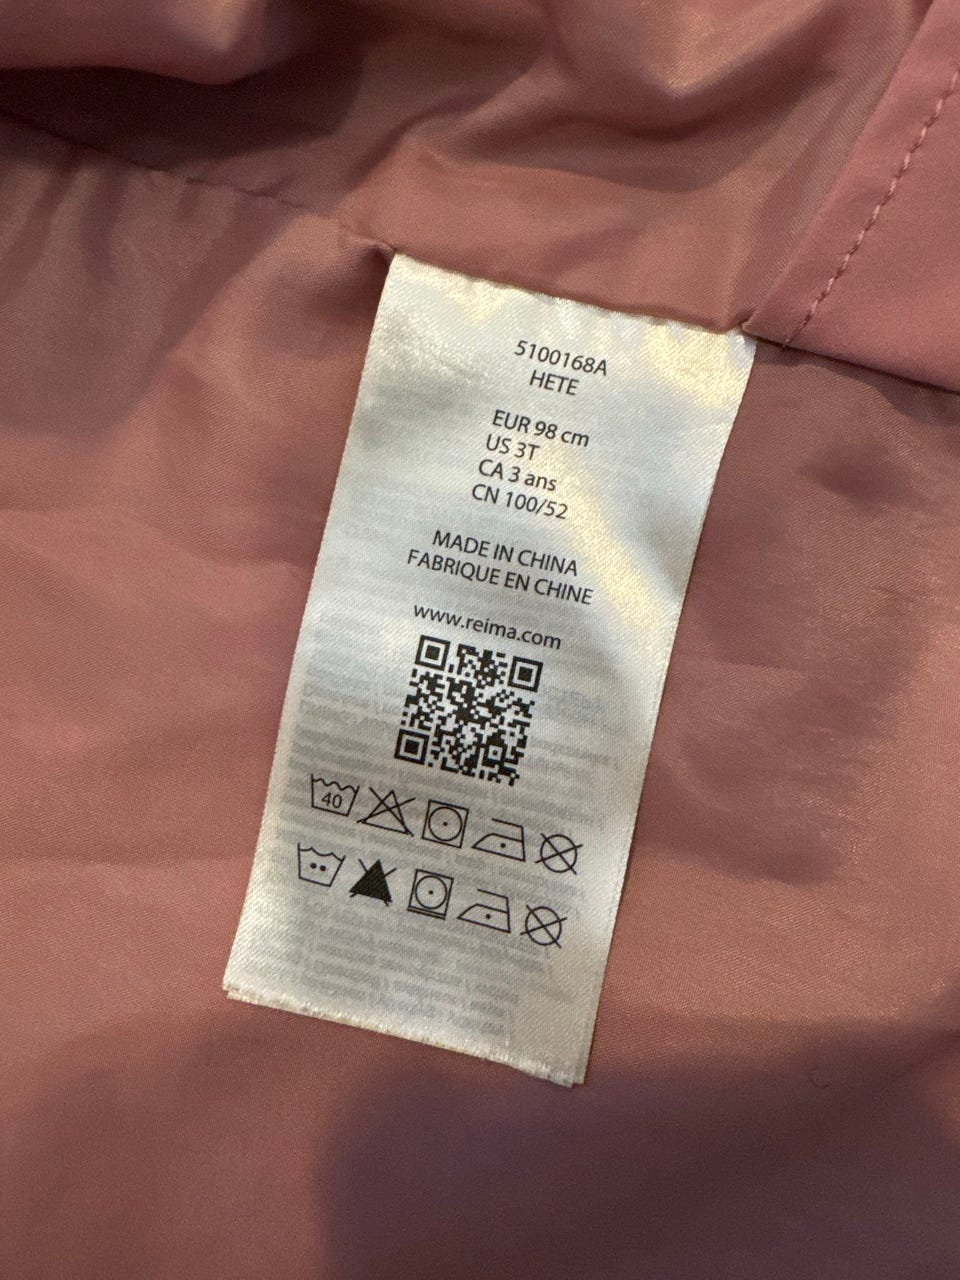 5100168A
HETE
EUR 98 cm
US 3T
CA 3 ans
CN 100/52
MADE IN CHINA
FABRIQUE EN CHINE
www.reima.com
40